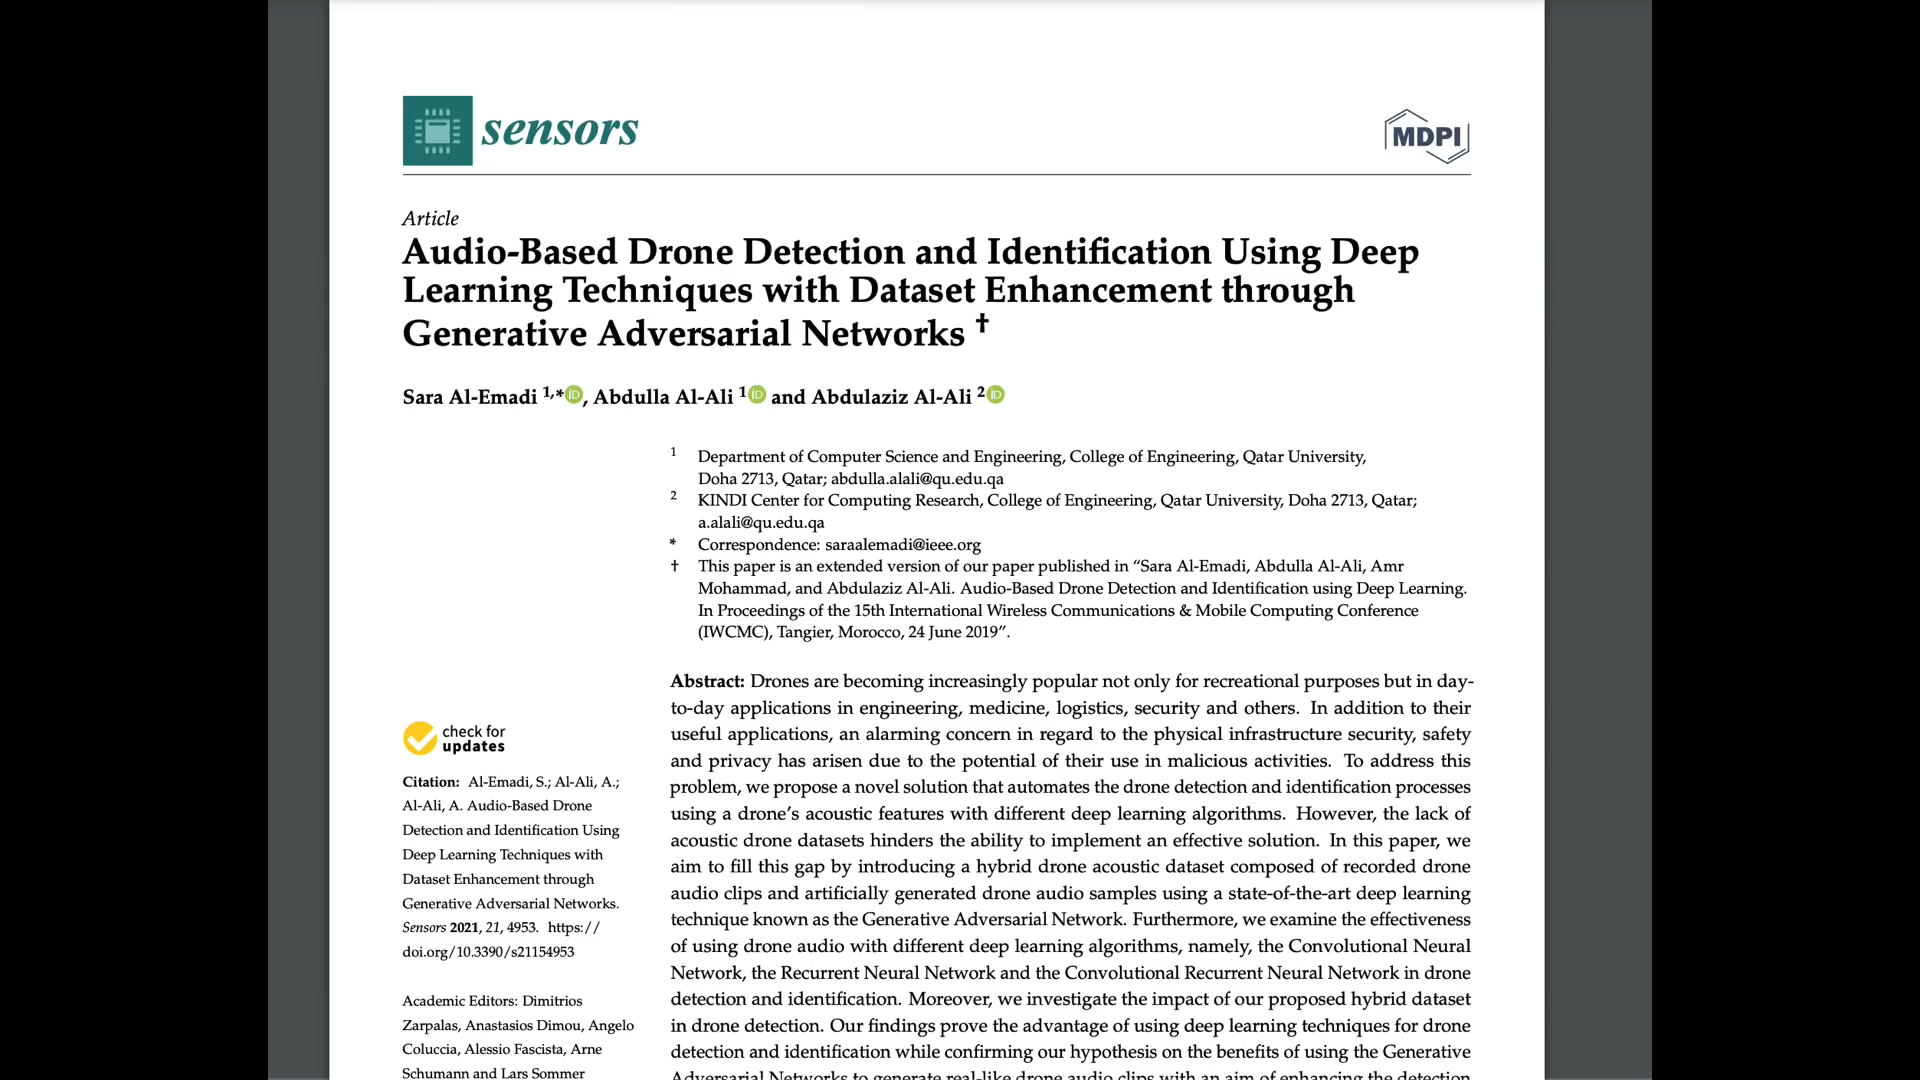 sensors
MDPI
Article
Audio-Based Drone Detection and Identification Using Deep
Learning Techniques with Dataset Enhancement through
Generative Adversarial Networks †
Sara Al-Emadi 1,* iD, Abdulla Al-Ali 1 iD and Abdulaziz Al-Ali 2 iD
1 Department of Computer Science and Engineering, College of Engineering, Qatar University,
Doha 2713, Qatar; abdulla.alali@qu.edu.qa
2 KINDI Center for Computing Research, College of Engineering, Qatar University, Doha 2713, Qatar;
a.alali@qu.edu.qa
* Correspondence: saraalemadi@ieee.org
† This paper is an extended version of our paper published in “Sara Al-Emadi, Abdulla Al-Ali, Amr
Mohammad, and Abdulaziz Al-Ali. Audio-Based Drone Detection and Identification using Deep Learning.
In Proceedings of the 15th International Wireless Communications & Mobile Computing Conference
(IWCMC), Tangier, Morocco, 24 June 2019”.
check for
updates
Citation: Al-Emadi, S.; Al-Ali, A.;
Al-Ali, A. Audio-Based Drone
Detection and Identification Using
Deep Learning Techniques with
Dataset Enhancement through
Generative Adversarial Networks.
Sensors 2021, 21, 4953. https://
doi.org/10.3390/s21154953
Academic Editors: Dimitrios
Zarpalas, Anastasios Dimou, Angelo
Coluccia, Alessio Fascista, Arne
Schumann and Lars Sommer
Abstract: Drones are becoming increasingly popular not only for recreational purposes but in day-
to-day applications in engineering, medicine, logistics, security and others. In addition to their
useful applications, an alarming concern in regard to the physical infrastructure security, safety
and privacy has arisen due to the potential of their use in malicious activities. To address this
problem, we propose a novel solution that automates the drone detection and identification processes
using a drone’s acoustic features with different deep learning algorithms. However, the lack of
acoustic drone datasets hinders the ability to implement an effective solution. In this paper, we
aim to fill this gap by introducing a hybrid drone acoustic dataset composed of recorded drone
audio clips and artificially generated drone audio samples using a state-of-the-art deep learning
technique known as the Generative Adversarial Network. Furthermore, we examine the effectiveness
of using drone audio with different deep learning algorithms, namely, the Convolutional Neural
Network, the Recurrent Neural Network and the Convolutional Recurrent Neural Network in drone
detection and identification. Moreover, we investigate the impact of our proposed hybrid dataset
in drone detection. Our findings prove the advantage of using deep learning techniques for drone
detection and identification while confirming our hypothesis on the benefits of using the Generative
Adversarial Networks to generate real-like drone audio clips with an aim of enhancing the detection